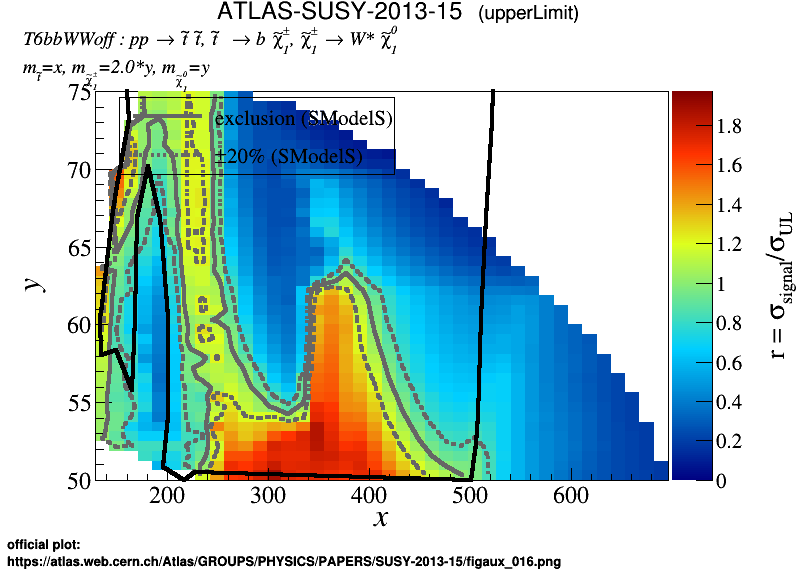 ATLAS-SUSY-2013-15 (upperLimit)
T6bbWWoff : pp → t̃ t̃, t̃ → b χ̃₁±, χ̃₁± → W* χ̃₁⁰
m_t̃=x, m_χ̃₁±=2.0*y, m_χ̃₁⁰=y
exclusion (SModelS)
±20% (SModelS)
75
70
65
60
55
50
y
200 300 400 500 600
x
1.8
1.6
1.4
1.2
1
0.8
0.6
0.4
0.2
0
r = σ_signal/σ_UL
official plot:
https://atlas.web.cern.ch/Atlas/GROUPS/PHYSICS/PAPERS/SUSY-2013-15/figaux_016.png